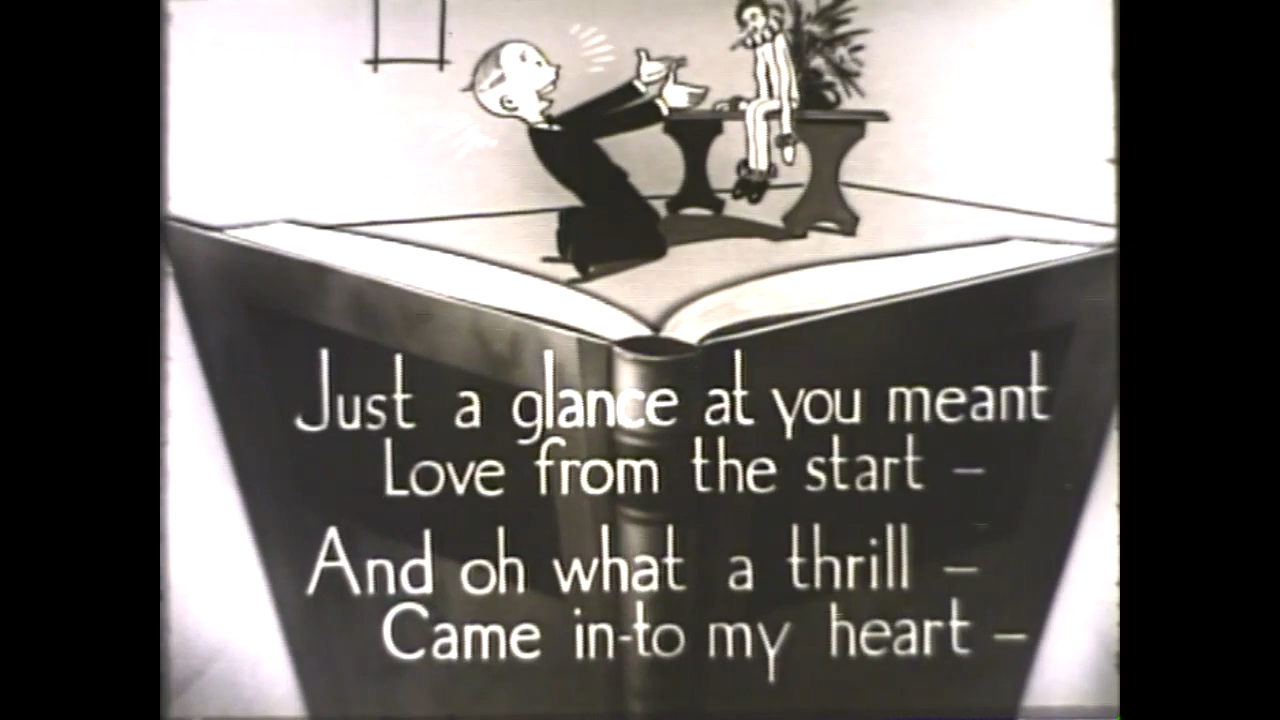 Just a glance at you meant
Love from the start –
And oh what a thrill –
Came in-to my heart –